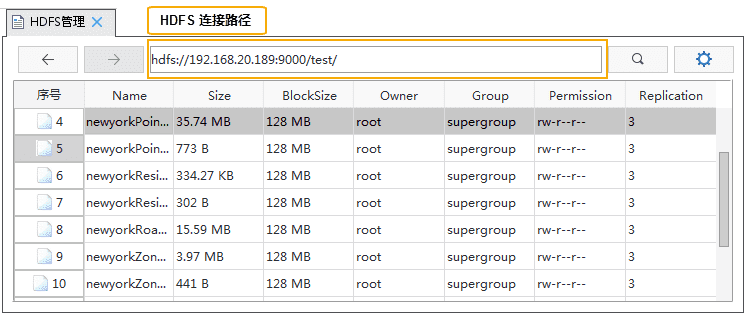 HDFS管理
HDFS 连接路径
hdfs://192.168.20.189:9000/test/
序号 Name Size BlockSize Owner Group Permission Replication
4 newyorkPoin... 35.74 MB 128 MB root supergroup rw-r--r-- 3
5 newyorkPoin... 773 B 128 MB root supergroup rw-r--r-- 3
6 newyorkResi... 334.27 KB 128 MB root supergroup rw-r--r-- 3
7 newyorkResi... 302 B 128 MB root supergroup rw-r--r-- 3
8 newyorkRoa... 15.59 MB 128 MB root supergroup rw-r--r-- 3
9 newyorkZon... 3.97 MB 128 MB root supergroup rw-r--r-- 3
10 newyorkZon... 441 B 128 MB root supergroup rw-r--r-- 3